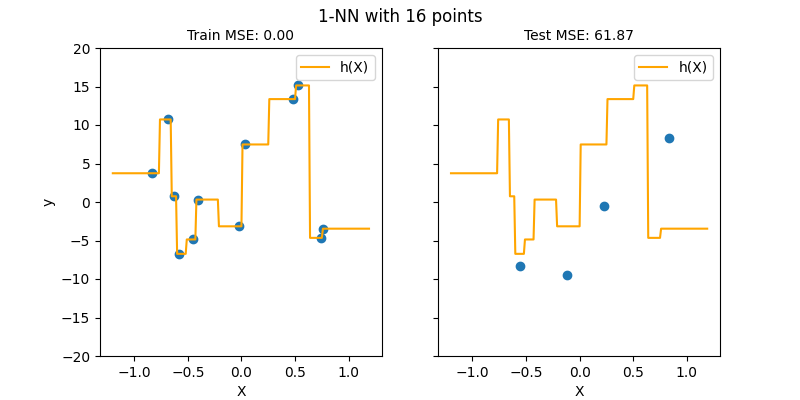 1-NN with 16 points
Train MSE: 0.00
Test MSE: 61.87
h(X)
h(X)
20
15
10
5
0
−5
−10
−15
−20
y
−1.0 −0.5 0.0 0.5 1.0
−1.0 −0.5 0.0 0.5 1.0
X
X